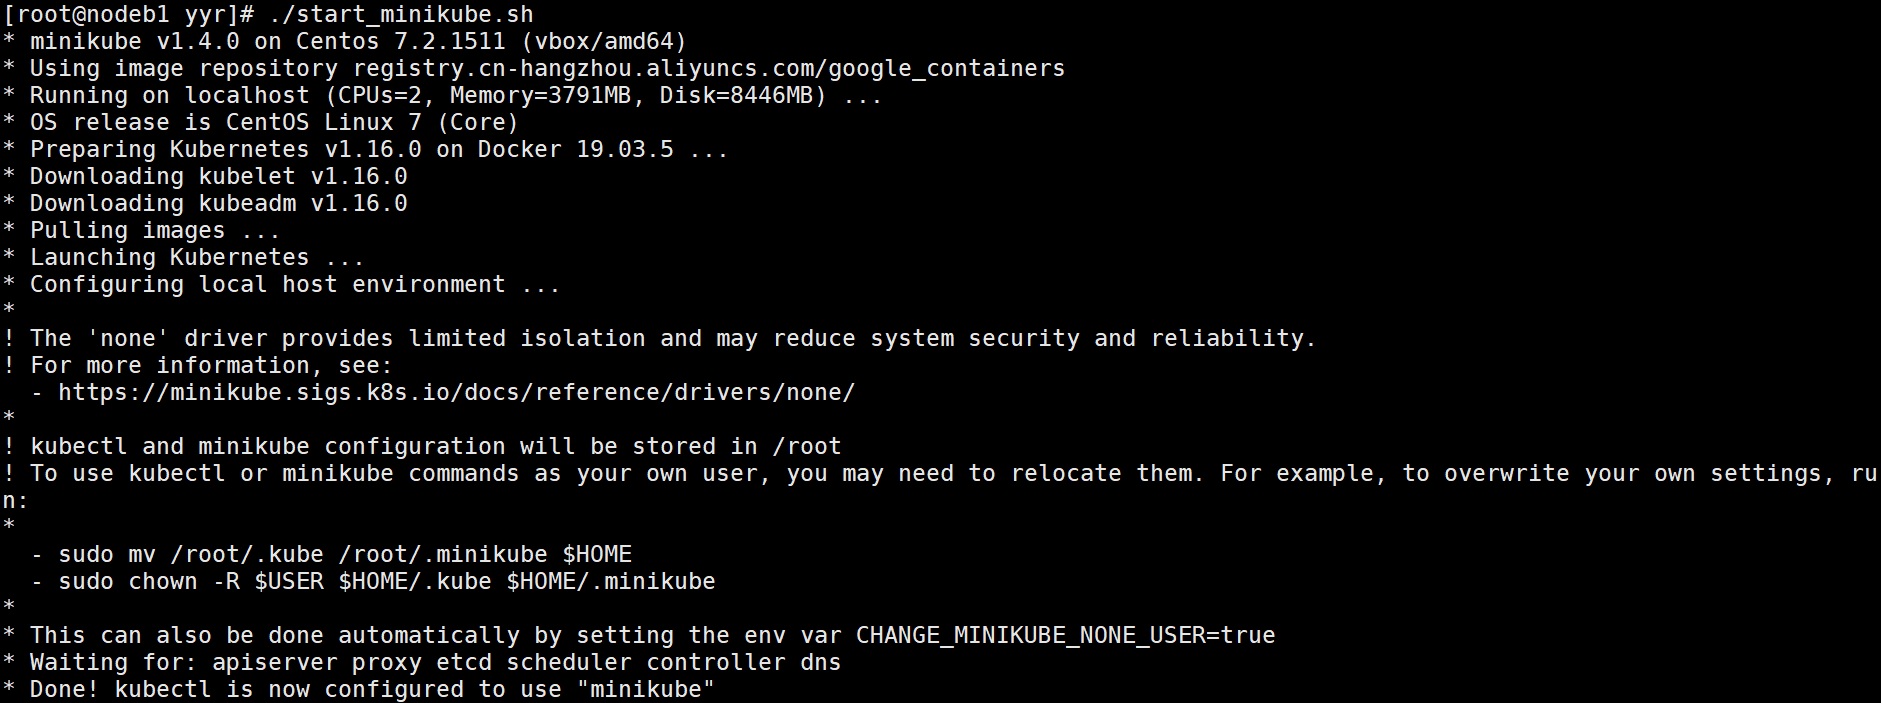 [root@nodeb1 yyr]# ./start_minikube.sh
* minikube v1.4.0 on Centos 7.2.1511 (vbox/amd64)
* Using image repository registry.cn-hangzhou.aliyuncs.com/google_containers
* Running on localhost (CPUs=2, Memory=3791MB, Disk=8446MB) ...
* OS release is CentOS Linux 7 (Core)
* Preparing Kubernetes v1.16.0 on Docker 19.03.5 ...
* Downloading kubelet v1.16.0
* Downloading kubeadm v1.16.0
* Pulling images ...
* Launching Kubernetes ...
* Configuring local host environment ...
*
! The 'none' driver provides limited isolation and may reduce system security and reliability.
! For more information, see:
  - https://minikube.sigs.k8s.io/docs/reference/drivers/none/
*
! kubectl and minikube configuration will be stored in /root
! To use kubectl or minikube commands as your own user, you may need to relocate them. For example, to overwrite your own settings, ru
n:
*
  - sudo mv /root/.kube /root/.minikube $HOME
  - sudo chown -R $USER $HOME/.kube $HOME/.minikube
*
* This can also be done automatically by setting the env var CHANGE_MINIKUBE_NONE_USER=true
* Waiting for: apiserver proxy etcd scheduler controller dns
* Done! kubectl is now configured to use "minikube"